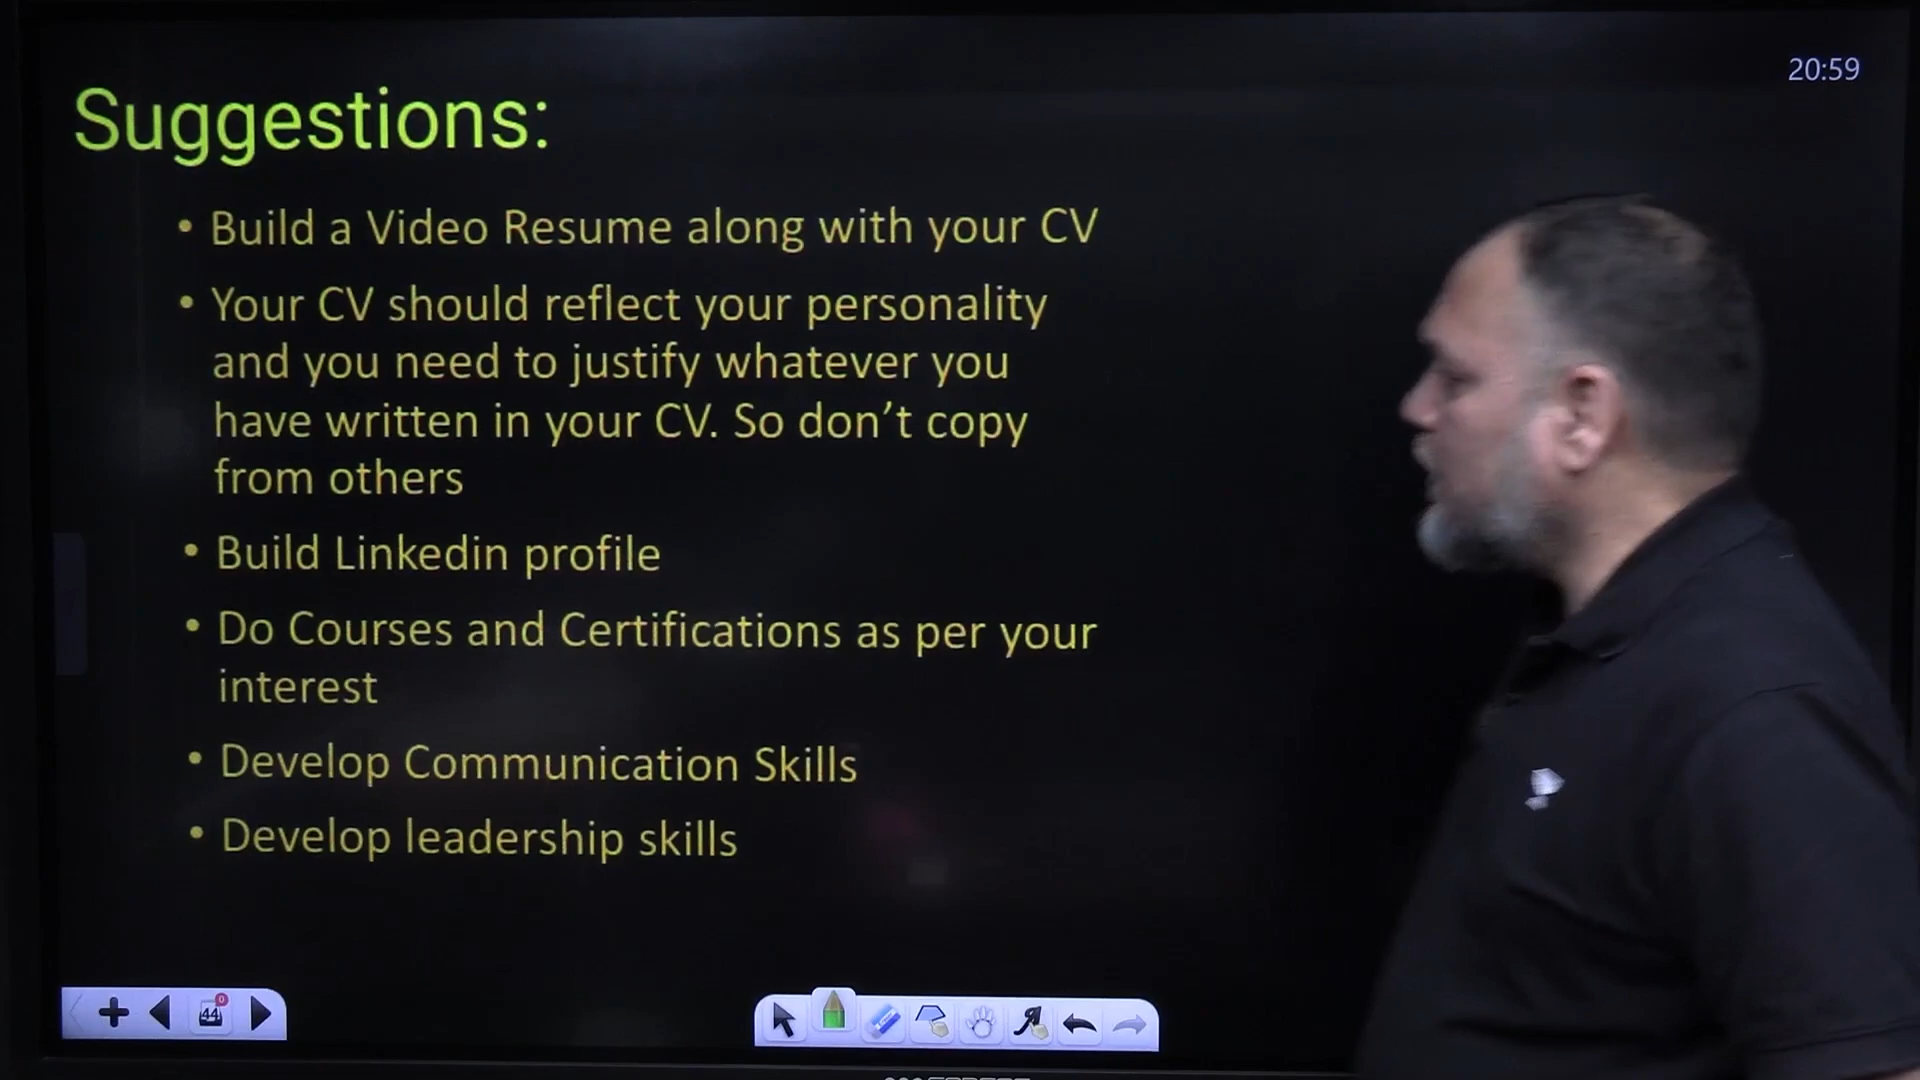 20:59
Suggestions:
• Build a Video Resume along with your CV
• Your CV should reflect your personality
and you need to justify whatever you
have written in your CV. So don’t copy
from others
• Build Linkedin profile
• Do Courses and Certifications as per your
interest
• Develop Communication Skills
• Develop leadership skills
44
0